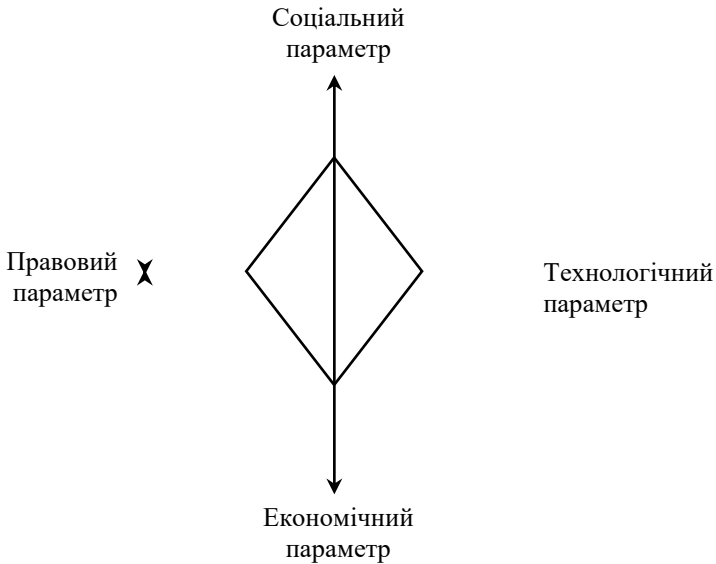 Соціальний
параметр
Правовий
параметр
Технологічний
параметр
Економічний
параметр